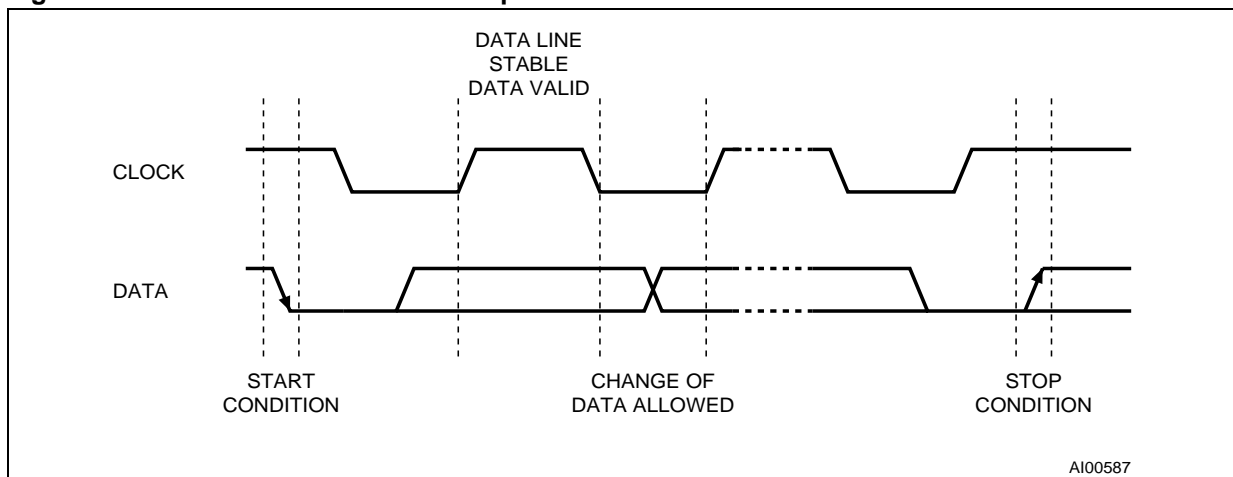 DATA LINE
STABLE
DATA VALID
CLOCK
DATA
START
CONDITION
CHANGE OF
DATA ALLOWED
STOP
CONDITION
AI00587